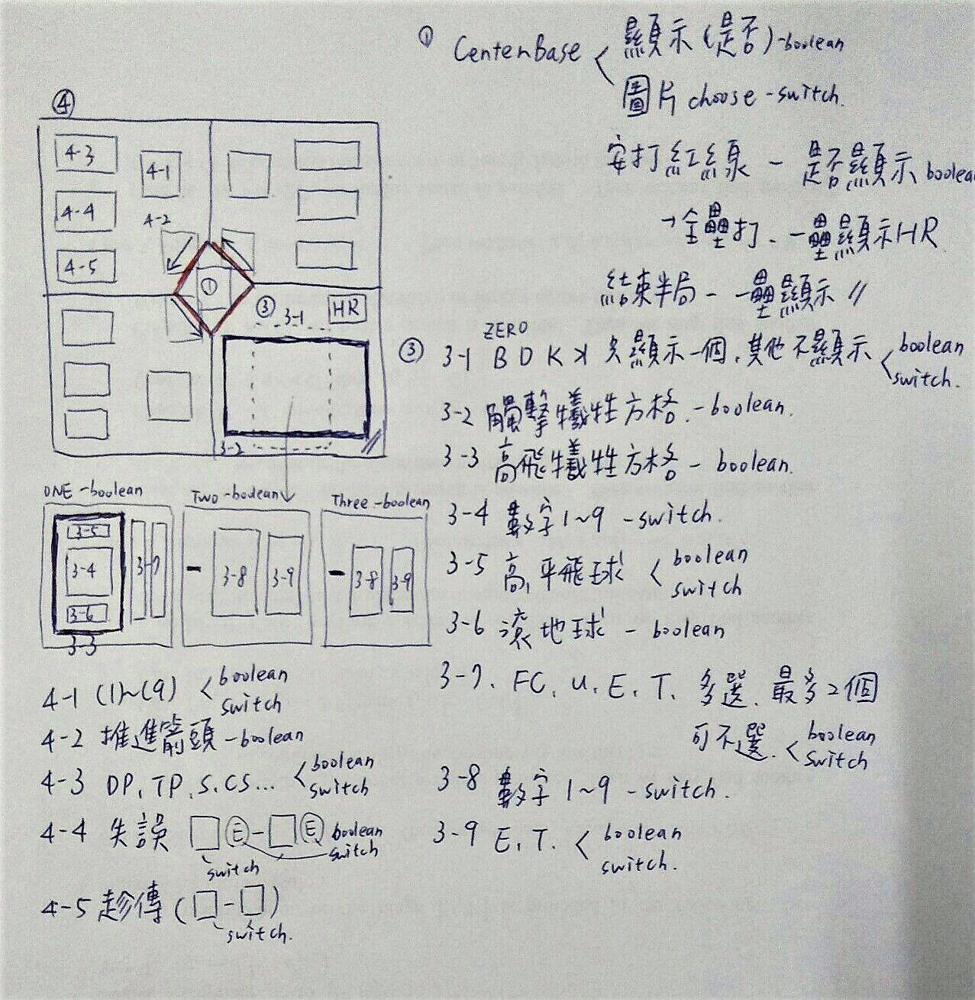 ① CenterBase < 顯示(是否)-boolean
圖片 choose-switch.
安打紅線 - 是否顯示 boolean
→全壘打、一壘顯示HR
結束半局 - 一壘顯示 //
④
4-3
4-1
4-4
4-2
4-5
①
③
3-1
HR
3-2
ONE -boolean
Two -boolean
Three -boolean
3-5
3-4
3-7
3-6
3-3
- 3-8 3-9
- 3-8 3-9
4-1 (1)~(9) < boolean
switch
4-2 推進箭頭 -boolean
4-3 DP, TP, S, CS... < boolean
switch
4-4 失誤 □Ⓔ-□Ⓔ boolean
switch
switch
4-5 趁傳 (□-□)
switch.
ZERO
③ 3-1 B D K 只顯示一個,其他不顯示 < boolean
switch.
3-2 觸擊犧牲方格 -boolean.
3-3 高飛犧牲方格 - boolean.
3-4 數字1~9 -switch.
3-5 高,平飛球 < boolean
switch
3-6 滾地球 - boolean
3-7. FC, U, E, T. 多選、最多2個
可不選. < boolean
switch
3-8 數字1~9 -switch.
3-9 E, T. < boolean
switch.